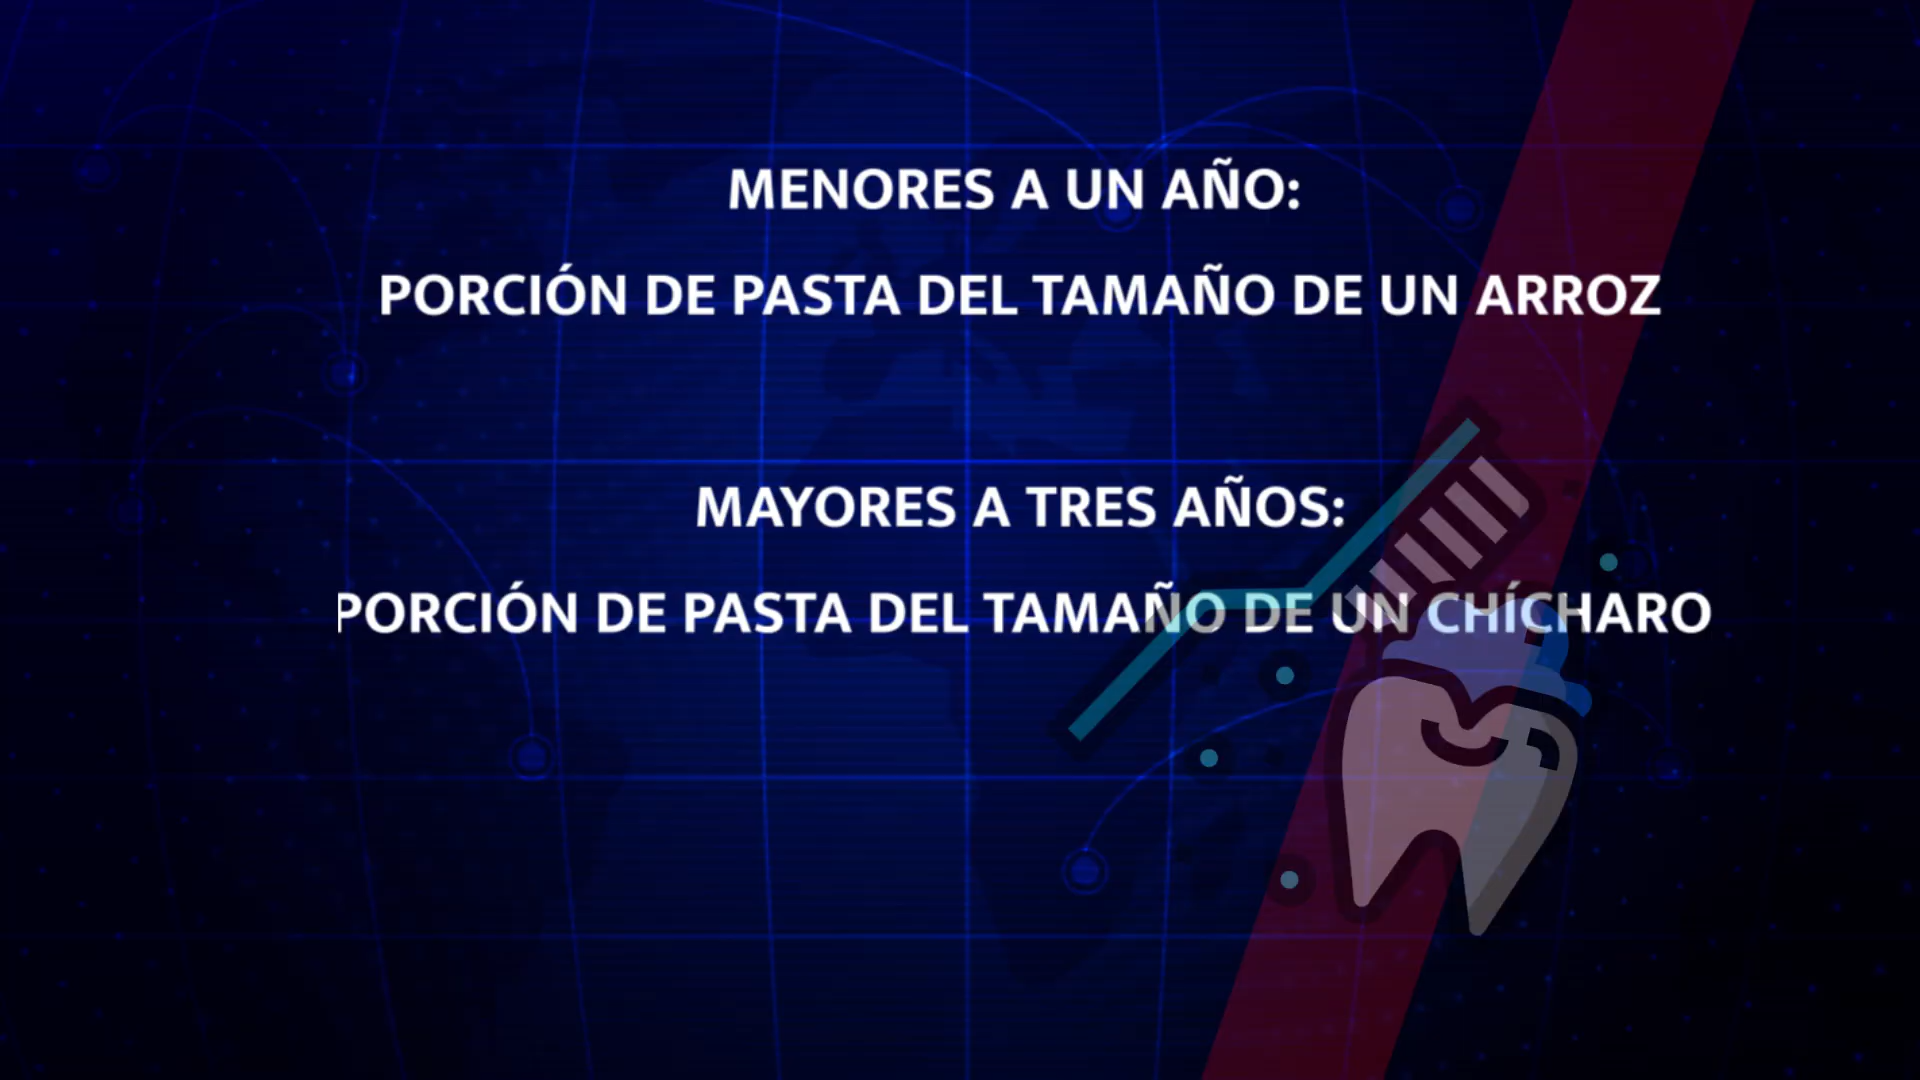 MENORES A UN AÑO:
PORCIÓN DE PASTA DEL TAMAÑO DE UN ARROZ
MAYORES A TRES AÑOS:
PORCIÓN DE PASTA DEL TAMAÑO DE UN CHÍCHARO